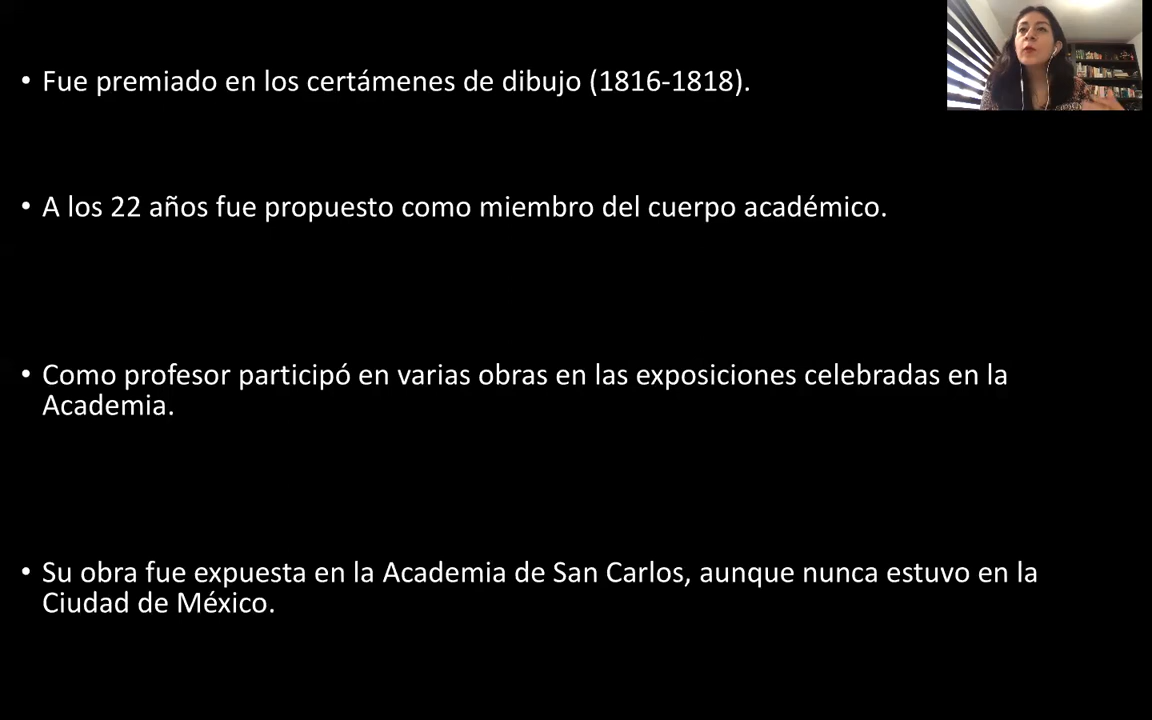 • Fue premiado en los certámenes de dibujo (1816-1818).
• A los 22 años fue propuesto como miembro del cuerpo académico.
• Como profesor participó en varias obras en las exposiciones celebradas en la
Academia.
• Su obra fue expuesta en la Academia de San Carlos, aunque nunca estuvo en la
Ciudad de México.